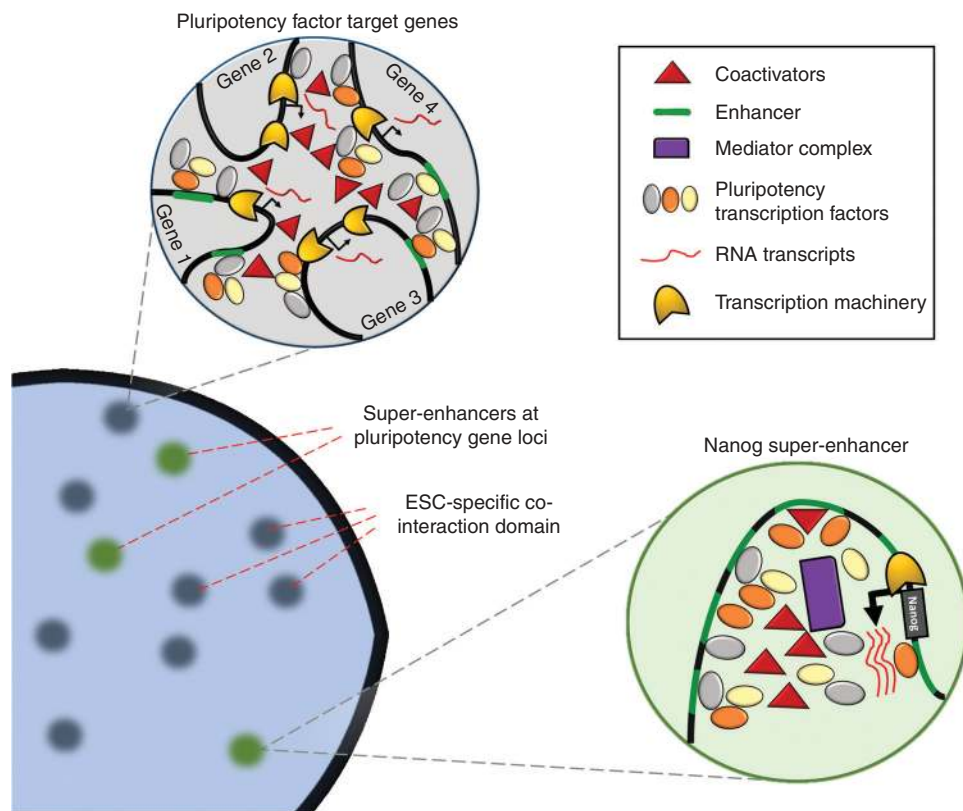 Pluripotency factor target genes
Gene 2
Gene 4
Gene 1
Gene 3
Coactivators
Enhancer
Mediator complex
Pluripotency
transcription factors
RNA transcripts
Transcription machinery
Super-enhancers at
pluripotency gene loci
ESC-specific co-
interaction domain
Nanog super-enhancer
Nanog